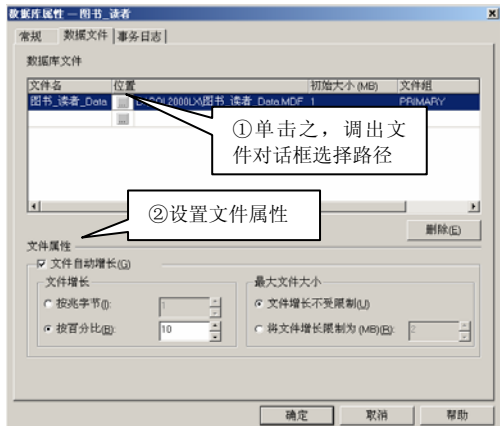 数据库属性 — 图书_读者
常规 数据文件 事务日志
数据库文件
文件名 位置 初始大小 (MB) 文件组
图书_读者_Data D:\SQL2000LX\图书_读者_Data.MDF 1 PRIMARY
①单击之，调出文
件对话框选择路径
②设置文件属性
删除(E)
文件属性
文件自动增长(G)
文件增长
按兆字节(I): 1
按百分比(B): 10
最大文件大小
文件增长不受限制(U)
将文件增长限制为 (MB)(R): 2
确定 取消 帮助